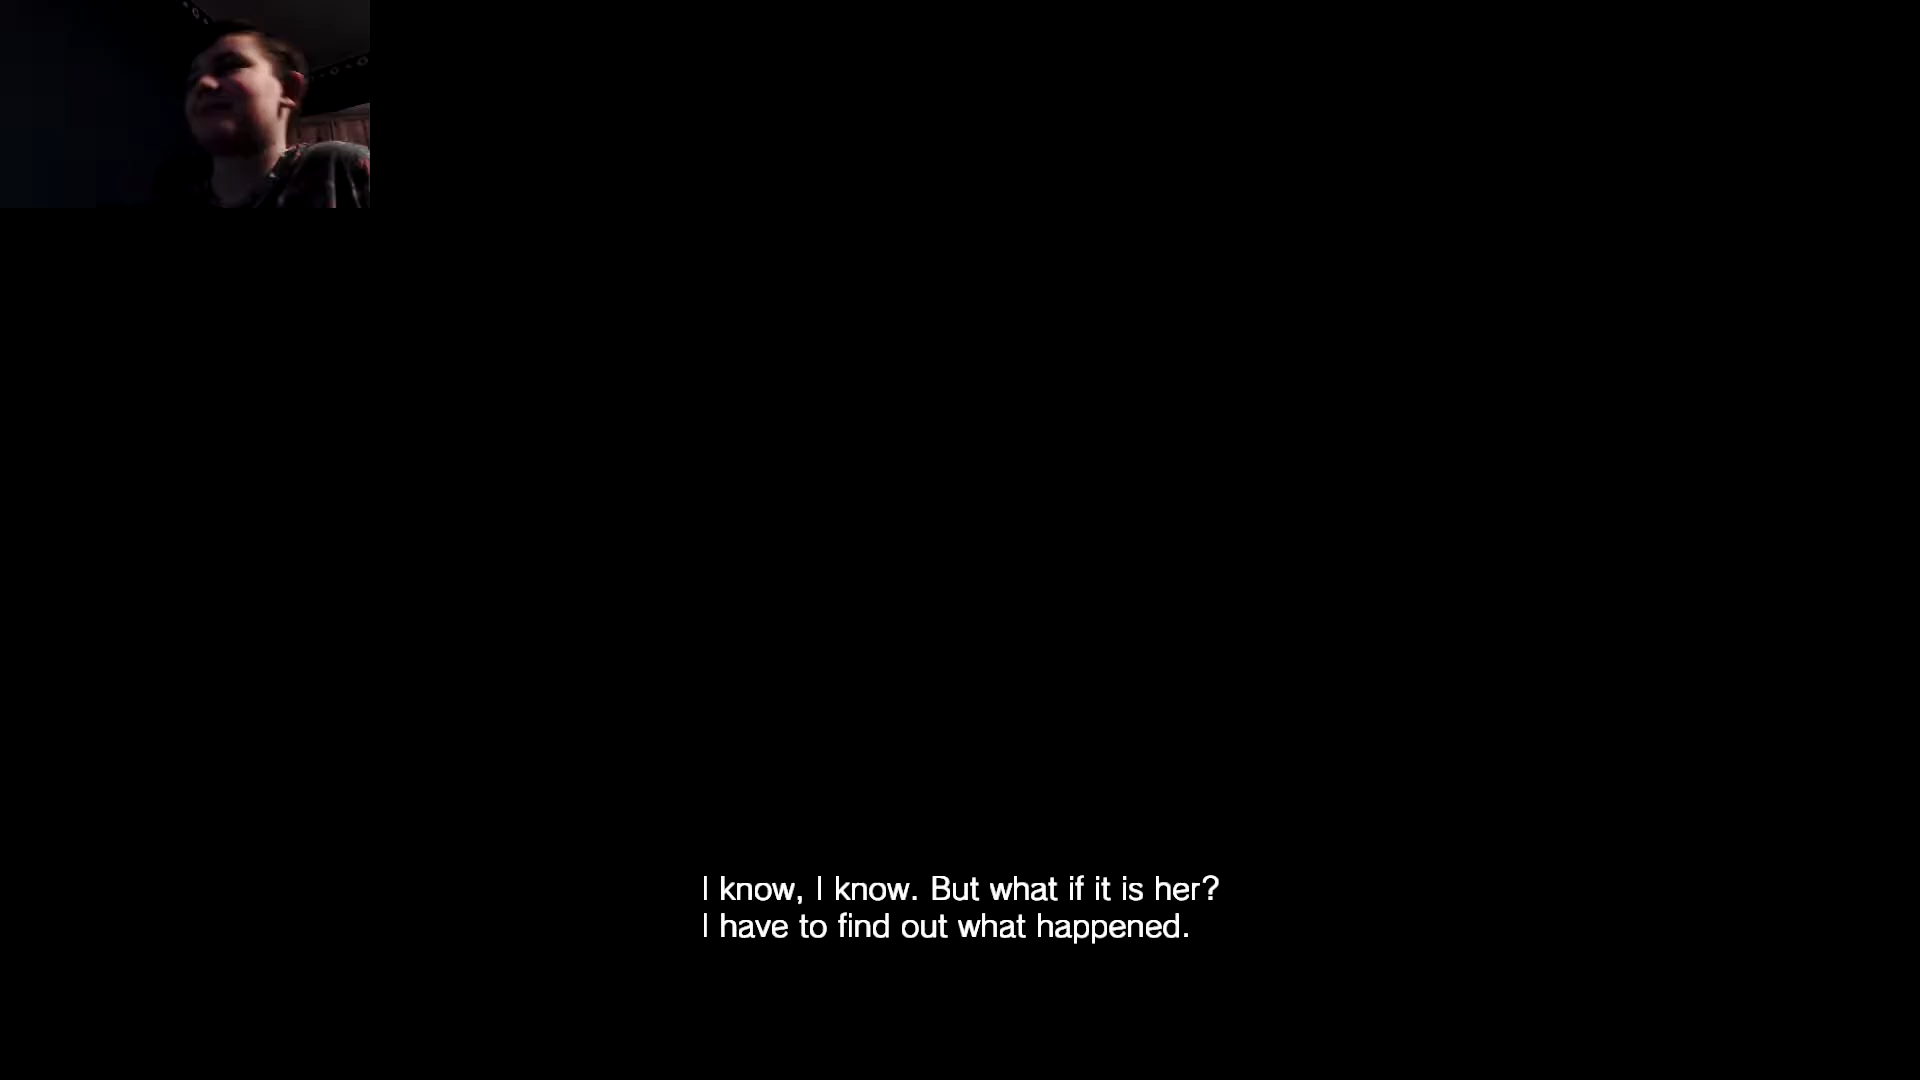 I know, I know. But what if it is her?
I have to find out what happened.